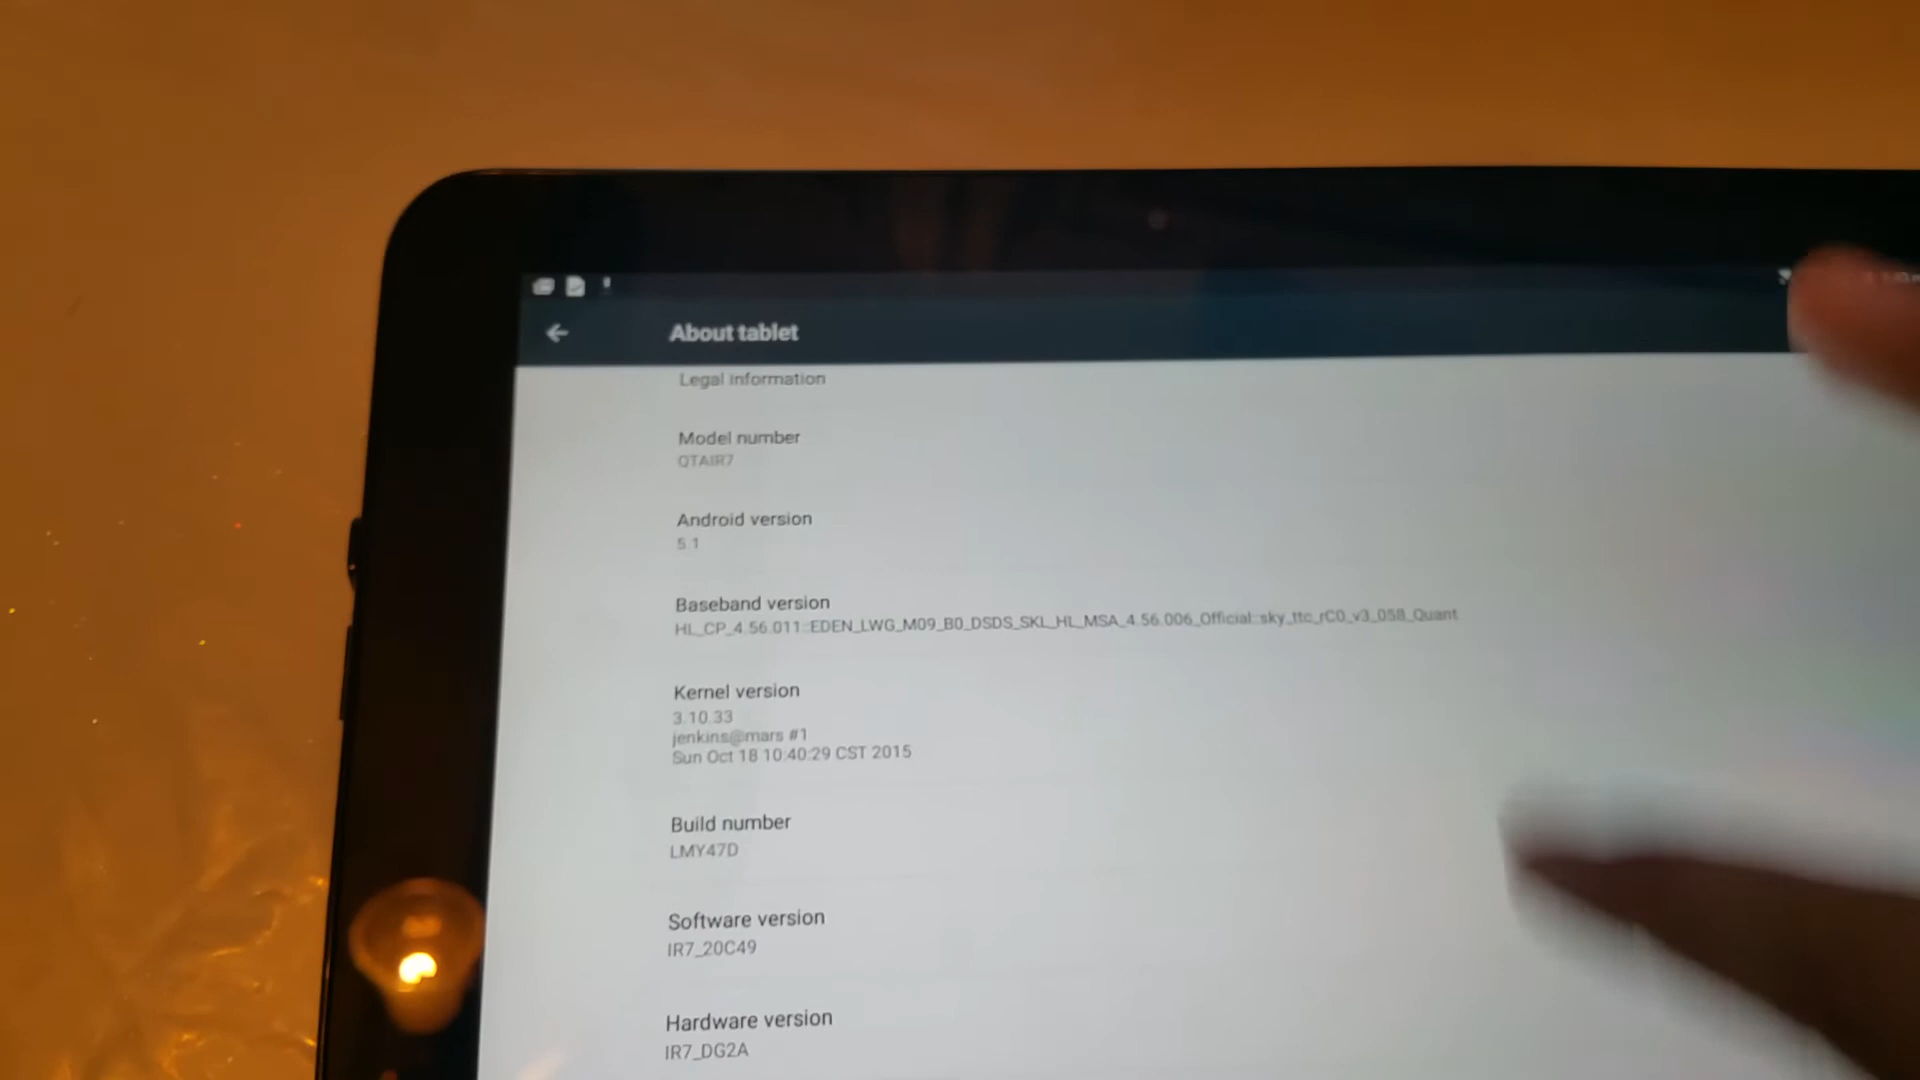 About tablet
Legal information
Model number
QTAIR7
Android version
5.1
Baseband version
HL_CP_4.56.011::EDEN_LWG_M09_B0_DSDS_SKL_HL_MSA_4.56.006_Official::sky_ttc_rC0_v3_058_Quant
Kernel version
3.10.33
jenkins@mars #1
Sun Oct 18 10:40:29 CST 2015
Build number
LMY47D
Software version
IR7_20C49
Hardware version
IR7_DG2A